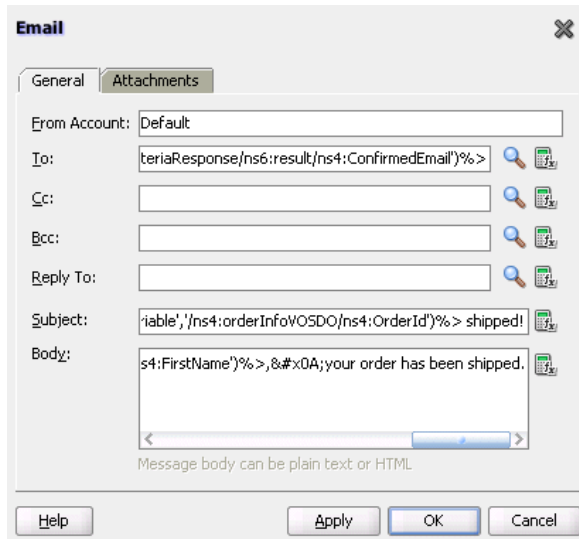 Email
General Attachments
From Account: Default
To: teriaResponse/ns6:result/ns4:ConfirmedEmail')%>
Cc:
Bcc:
Reply To:
Subject: riable','/ns4:orderInfoVOSDO/ns4:OrderId')%> shipped!
Body: s4:FirstName')%>,&#x0A;your order has been shipped.
Message body can be plain text or HTML
Help Apply OK Cancel